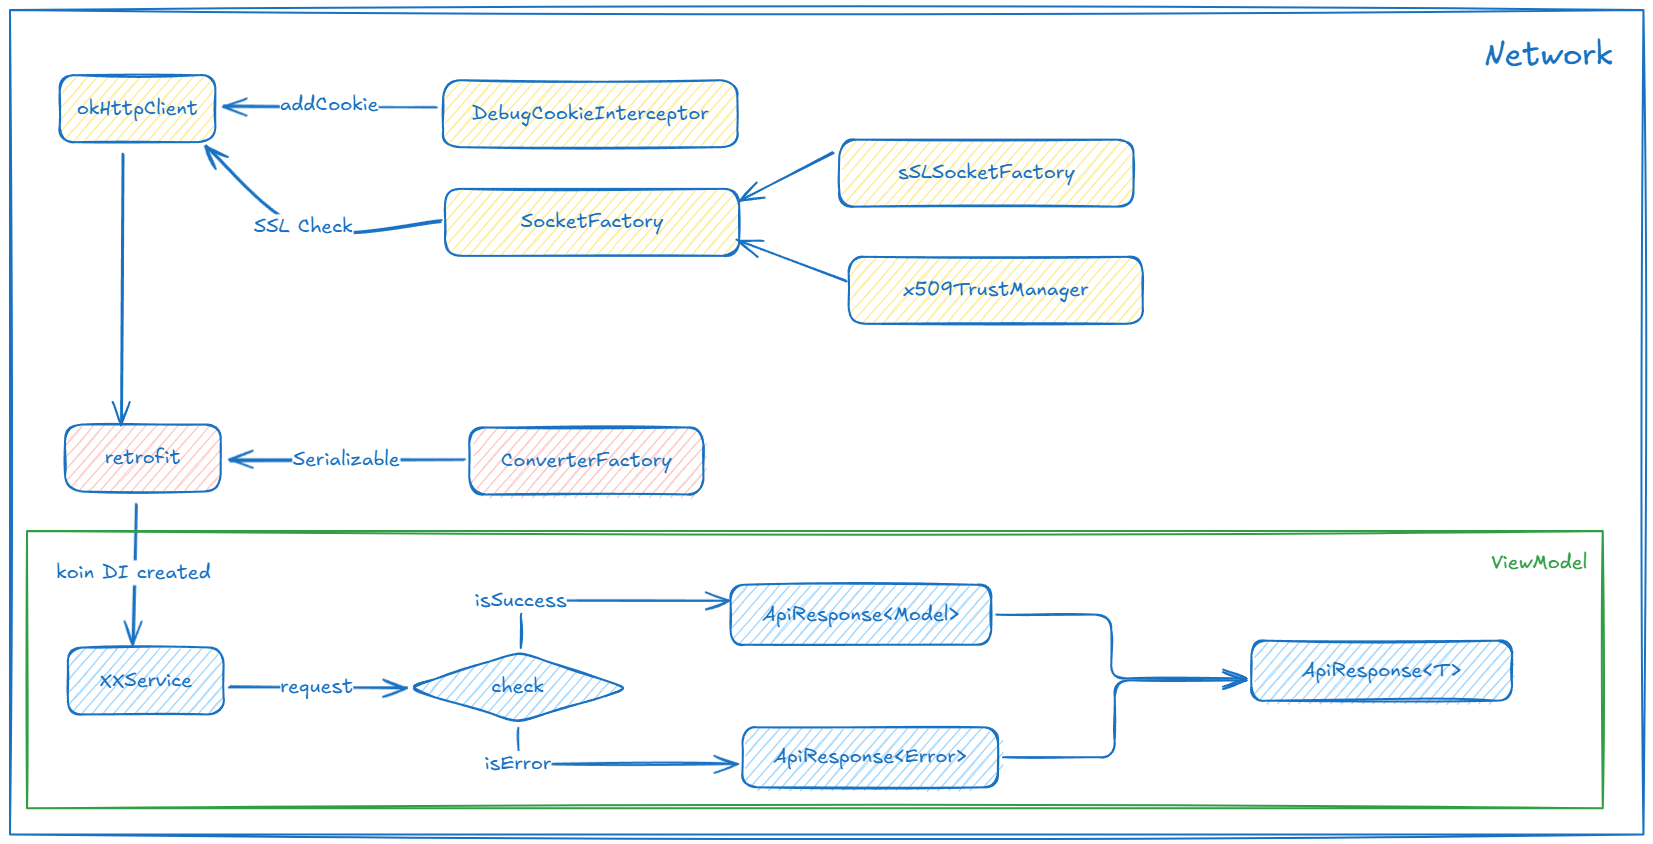 Network
okHttpClient
addCookie
DebugCookieInterceptor
sSLSocketFactory
SSL Check
SocketFactory
x509TrustManager
retrofit
Serializable
ConverterFactory
ViewModel
koin DI created
isSuccess
ApiResponse<Model>
XXService
request
check
ApiResponse<T>
isError
ApiResponse<Error>